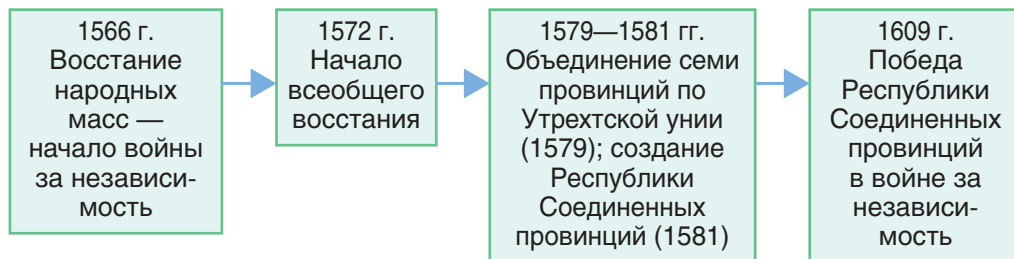 1566 г.
Восстание
народных
масс —
начало войны
за независи-
мость
1572 г.
Начало
всеобщего
восстания
1579—1581 гг.
Объединение семи
провинций по
Утрехтской унии
(1579); создание
Республики
Соединенных
провинций (1581)
1609 г.
Победа
Республики
Соединенных
провинций
в войне за
независи-
мость